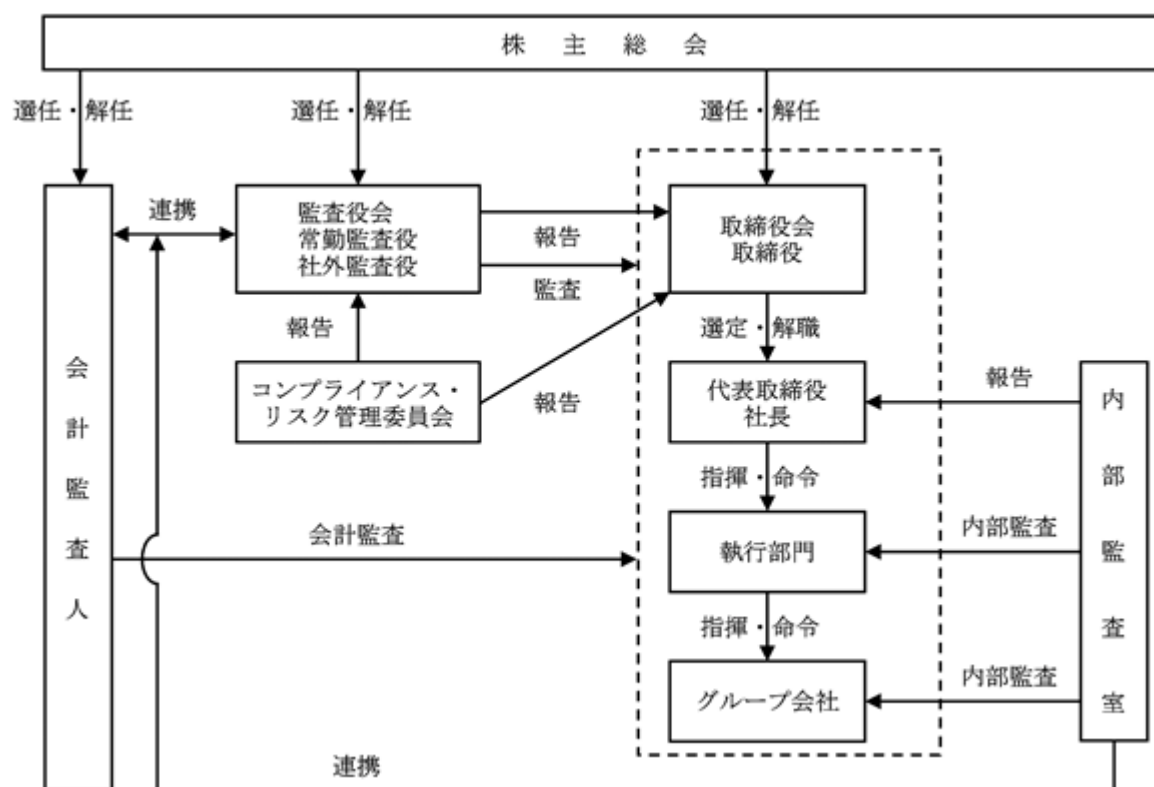 株主総会
選任・解任
選任・解任
選任・解任
連携
監査役会
常勤監査役
社外監査役
報告
監査
取締役会
取締役
報告
選定・解職
コンプライアンス・
リスク管理委員会
報告
代表取締役
社長
報告
指揮・命令
会計監査
執行部門
内部監査
指揮・命令
グループ会社
内部監査
連携
会計監査人
内部監査室